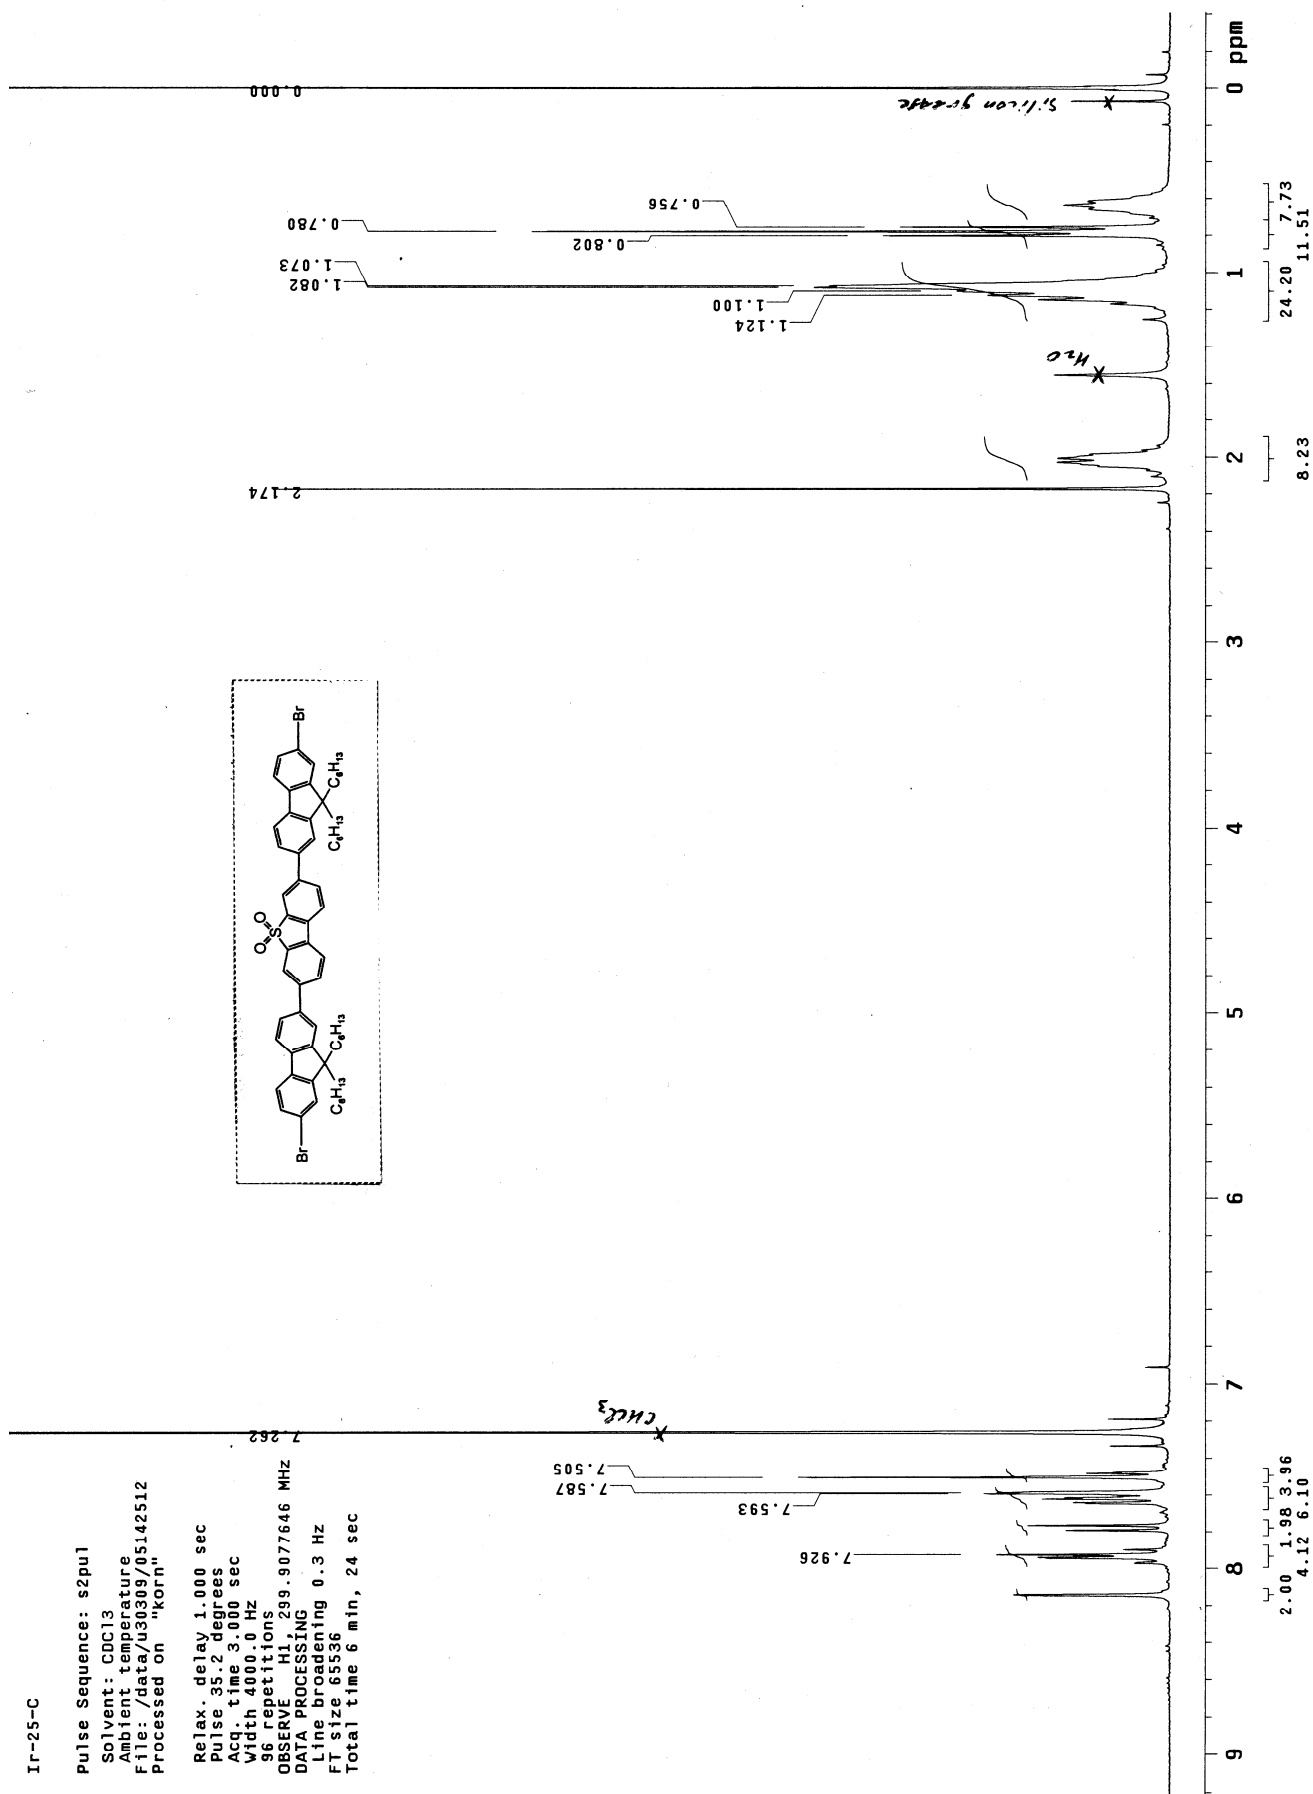 Ir-25-C
Pulse Sequence: s2pul
Solvent: CDCl3
Ambient temperature
File: /data/u30309/05142512
Processed on "korn"
Relax. delay 1.000 sec
Pulse 35.2 degrees
Acq. time 3.000 sec
Width 4000.0 Hz
96 repetitions
OBSERVE H1, 299.9077646 MHz
DATA PROCESSING
Line broadening 0.3 Hz
FT size 65536
Total time 6 min, 24 sec
Br
C6H13
C6H13
O
O
S
C6H13
C6H13
Br
7.926
7.593
7.587
7.505
7.262
CHCl3
2.174
H2O
1.124
1.100
1.082
1.073
0.802
0.780
0.756
Silicon grease
0.000
9 8 7 6 5 4 3 2 1 0 ppm
2.00 1.98 3.96 24.20 7.73
4.12 6.10 8.23 11.51